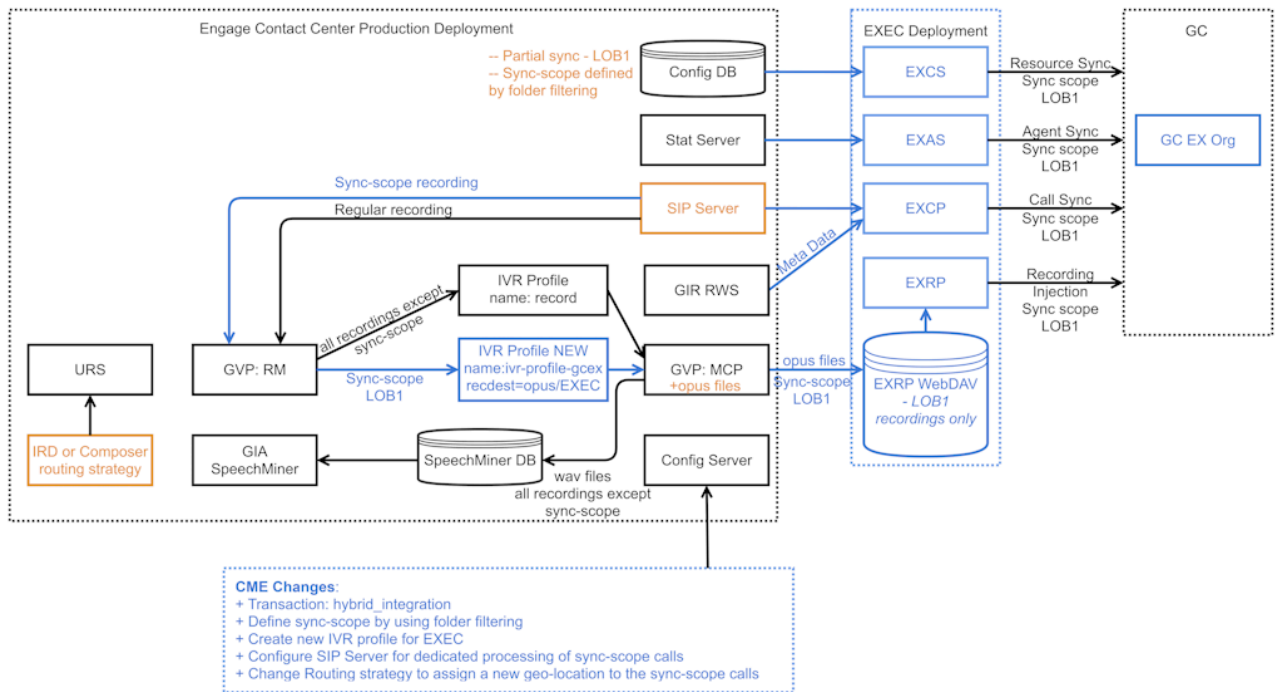 Engage Contact Center Production Deployment
EXEC Deployment
GC
-- Partial sync - LOB1
-- Sync-scope defined
by folder filtering
Config DB
EXCS
Resource Sync
Sync scope
LOB1
Stat Server
EXAS
Agent Sync
Sync scope
LOB1
GC EX Org
Sync-scope recording
Regular recording
SIP Server
EXCP
Call Sync
Sync scope
LOB1
Meta Data
IVR Profile
name: record
GIR RWS
EXRP
Recording
Injection
Sync scope
LOB1
all recordings except
sync-scope
URS
GVP: RM
Sync-scope
LOB1
IVR Profile NEW
name:ivr-profile-gcex
recdest=opus/EXEC
GVP: MCP
+opus files
opus files
Sync-scope
LOB1
EXRP WebDAV
- LOB1
recordings only
IRD or Composer
routing strategy
GIA
SpeechMiner
SpeechMiner DB
Config Server
wav files
all recordings except
sync-scope
CME Changes:
+ Transaction: hybrid_integration
+ Define sync-scope by using folder filtering
+ Create new IVR profile for EXEC
+ Configure SIP Server for dedicated processing of sync-scope calls
+ Change Routing strategy to assign a new geo-location to the sync-scope calls